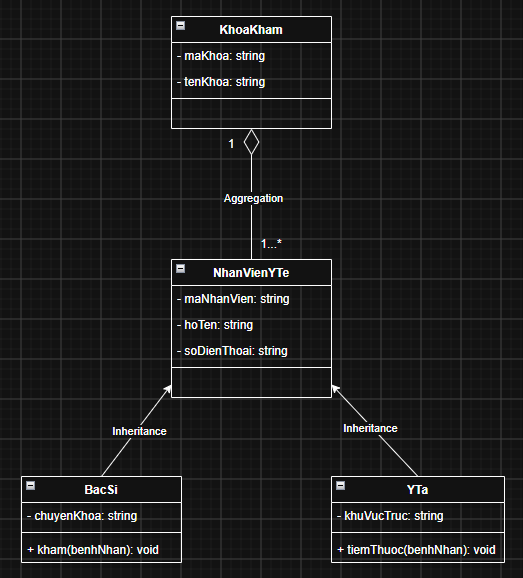 KhoaKham
- maKhoa: string
- tenKhoa: string
1
Aggregation
1...*
NhanVienYTe
- maNhanVien: string
- hoTen: string
- soDienThoai: string
Inheritance
Inheritance
BacSi
- chuyenKhoa: string
+ kham(benhNhan): void
YTa
- khuVucTruc: string
+ tiemThuoc(benhNhan): void